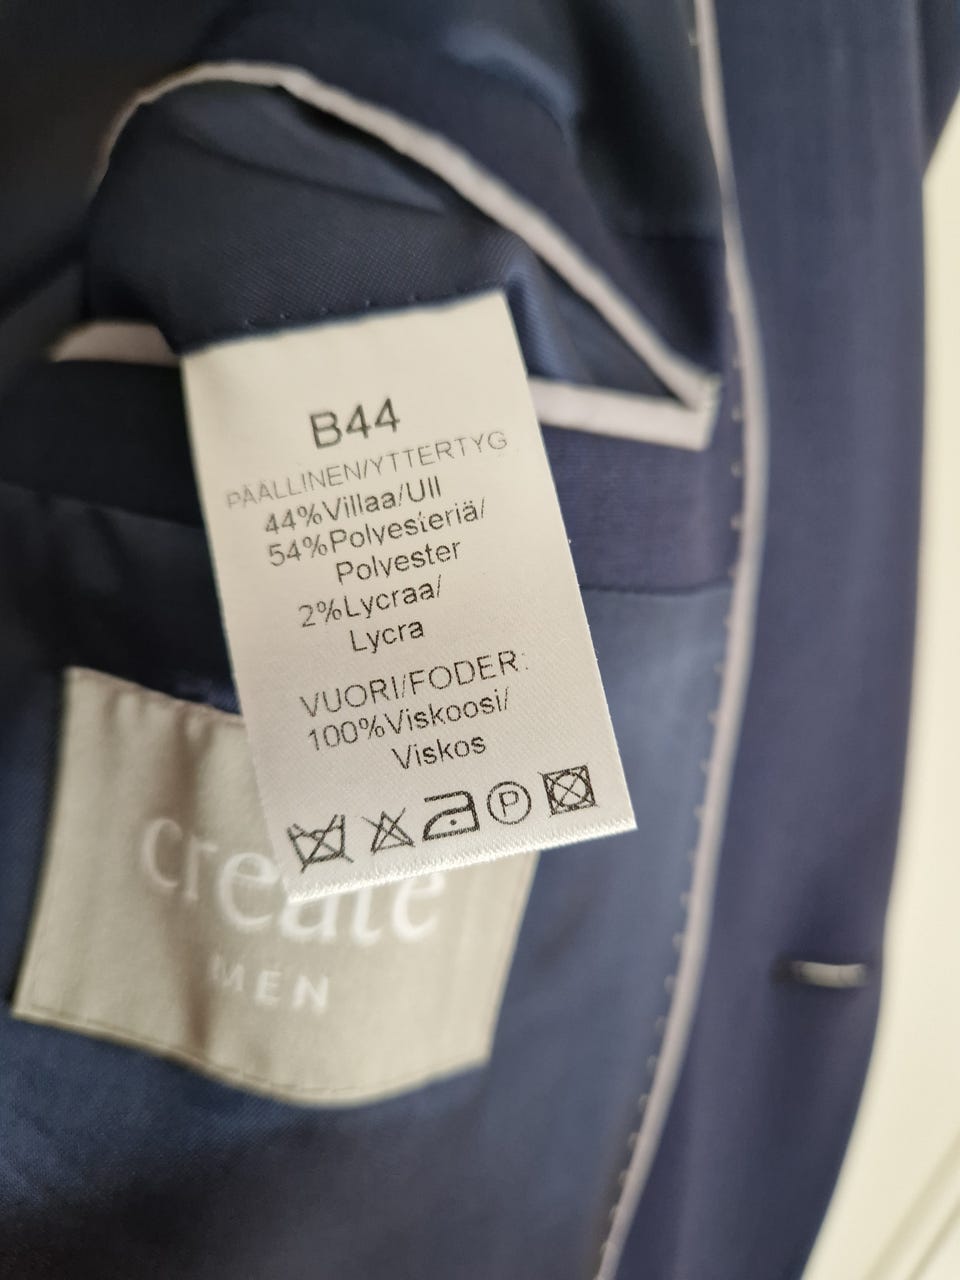 B44
PÄÄLLINEN/YTTERTYG
44%Villaa/Ull
54%Polyesteriä/
Polyester
2%Lycraa/
Lycra
VUORI/FODER:
100%Viskoosi/
Viskos
P
create
MEN